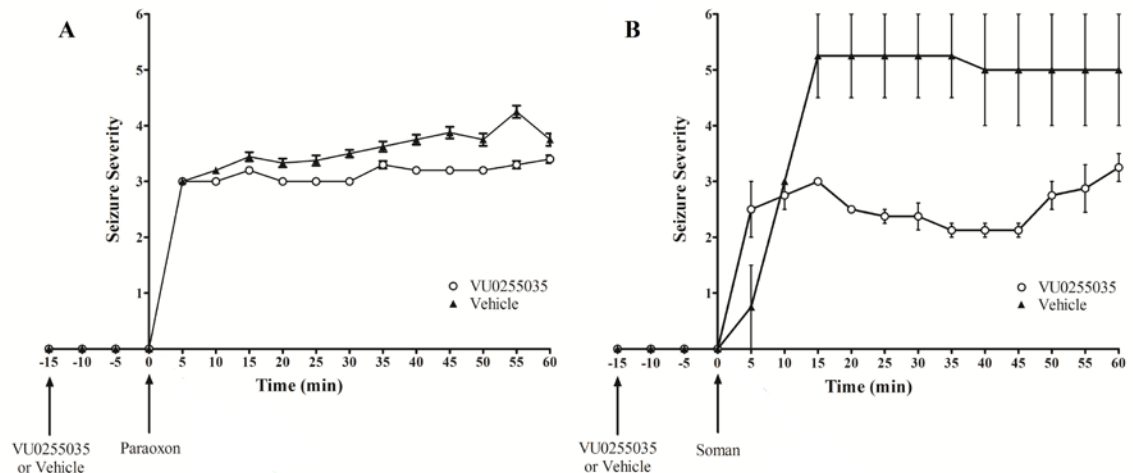 A
Seizure Severity
6
5
4
3
2
1
VU0255035
Vehicle
-15 -10 -5 0 5 10 15 20 25 30 35 40 45 50 55 60
Time (min)
VU0255035
or Vehicle
Paraoxon
B
Seizure Severity
6
5
4
3
2
1
VU0255035
Vehicle
-15 -10 -5 0 5 10 15 20 25 30 35 40 45 50 55 60
Time (min)
VU0255035
or Vehicle
Soman